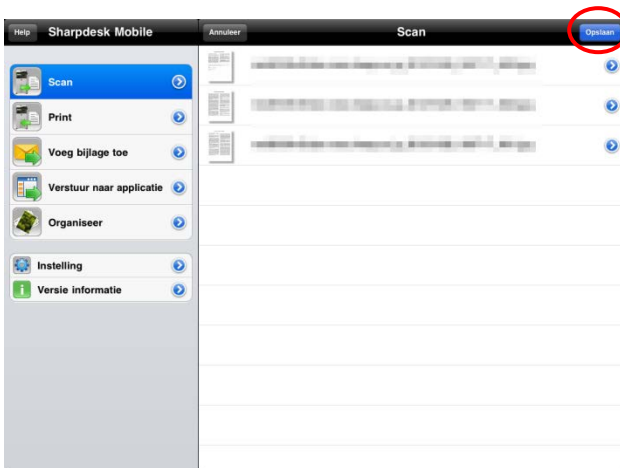 Help Sharpdesk Mobile Annuleer Scan Opslaan
Scan
Print
Voeg bijlage toe
Verstuur naar applicatie
Organiseer
Instelling
Versie informatie